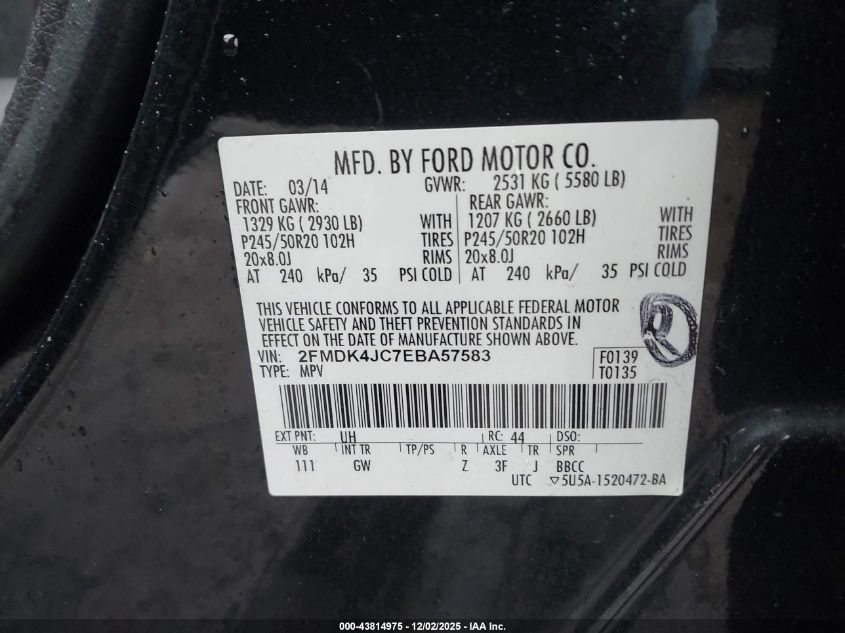 MFD. BY FORD MOTOR CO.
DATE: 03/14 GVWR: 2531 KG ( 5580 LB)
FRONT GAWR: REAR GAWR:
1329 KG ( 2930 LB) WITH 1207 KG ( 2660 LB) WITH
P245/50R20 102H TIRES P245/50R20 102H TIRES
20x8.0J RIMS 20x8.0J RIMS
AT 240 kPa/ 35 PSI COLD AT 240 kPa/ 35 PSI COLD
THIS VEHICLE CONFORMS TO ALL APPLICABLE FEDERAL MOTOR
VEHICLE SAFETY AND THEFT PREVENTION STANDARDS IN
EFFECT ON THE DATE OF MANUFACTURE SHOWN ABOVE.
VIN: 2FMDK4JC7EBA57583 F0139
TYPE: MPV T0135
EXT PNT: UH RC: 44 DSO:
WB INT TR TP/PS R AXLE TR SPR
111 GW Z 3F J BBCC
UTC ▽5U5A-1520472-BA
000-43814975 - 12/02/2025 - IAA Inc.